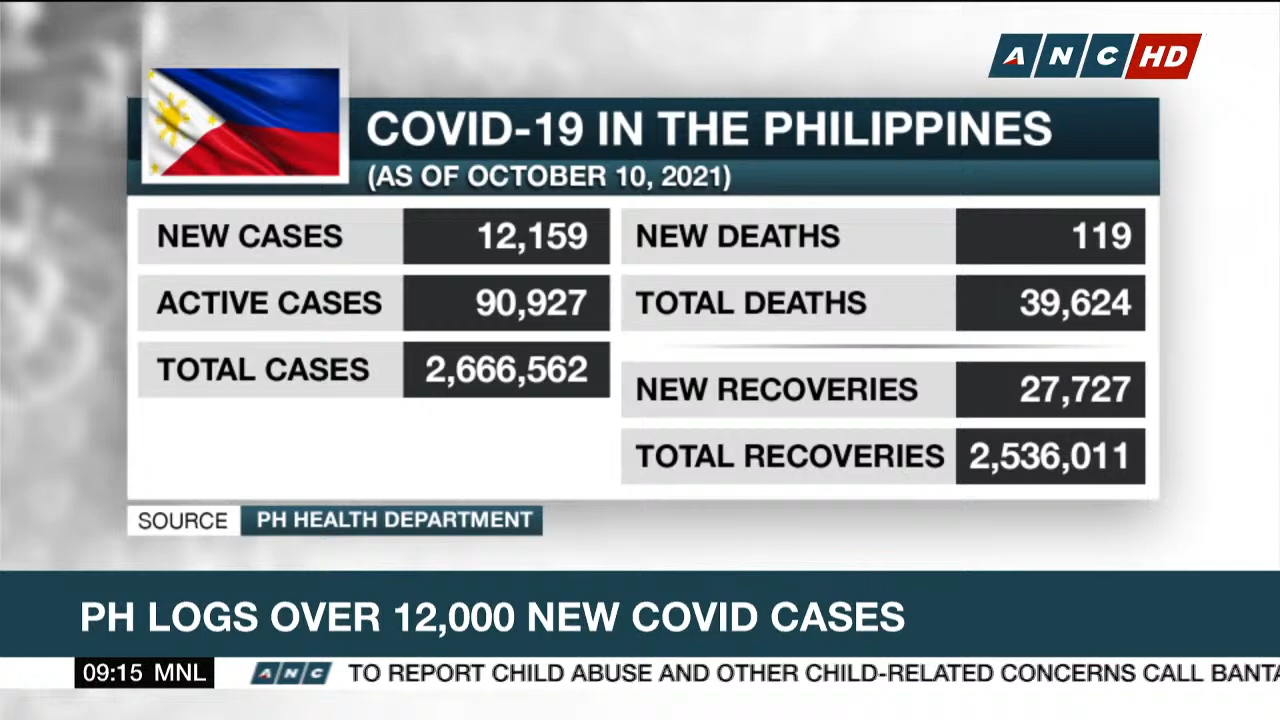 ANC HD
COVID-19 IN THE PHILIPPINES
(AS OF OCTOBER 10, 2021)
NEW CASES 12,159
ACTIVE CASES 90,927
TOTAL CASES 2,666,562
NEW DEATHS 119
TOTAL DEATHS 39,624
NEW RECOVERIES 27,727
TOTAL RECOVERIES 2,536,011
SOURCE PH HEALTH DEPARTMENT
PH LOGS OVER 12,000 NEW COVID CASES
09:15 MNL ANC TO REPORT CHILD ABUSE AND OTHER CHILD-RELATED CONCERNS CALL BANTA